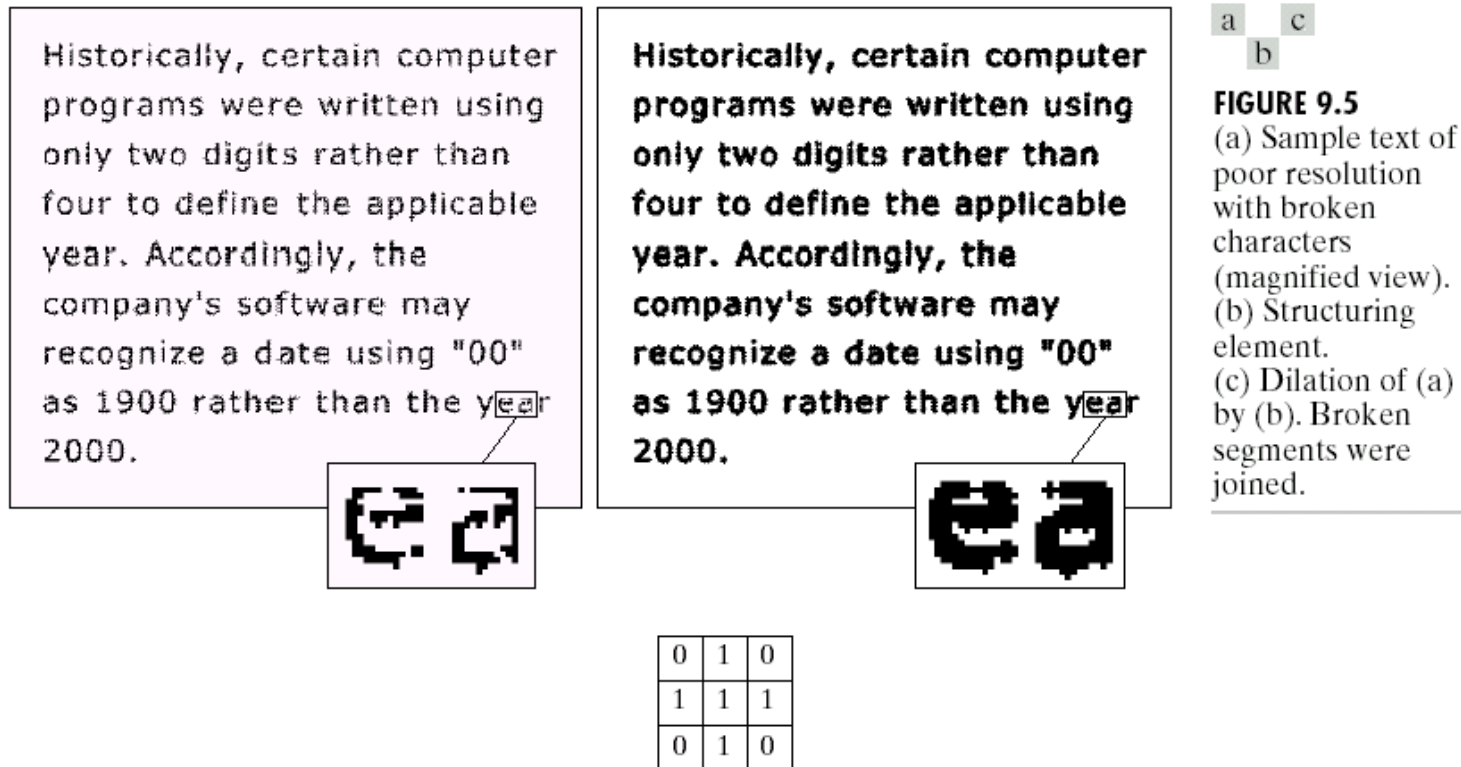 Historically, certain computer
programs were written using
only two digits rather than
four to define the applicable
year. Accordingly, the
company's software may
recognize a date using "00"
as 1900 rather than the year
2000.
ea
Historically, certain computer
programs were written using
only two digits rather than
four to define the applicable
year. Accordingly, the
company's software may
recognize a date using "00"
as 1900 rather than the year
2000.
ea
a c
b
FIGURE 9.5
(a) Sample text of
poor resolution
with broken
characters
(magnified view).
(b) Structuring
element.
(c) Dilation of (a)
by (b). Broken
segments were
joined.
0 1 0
1 1 1
0 1 0